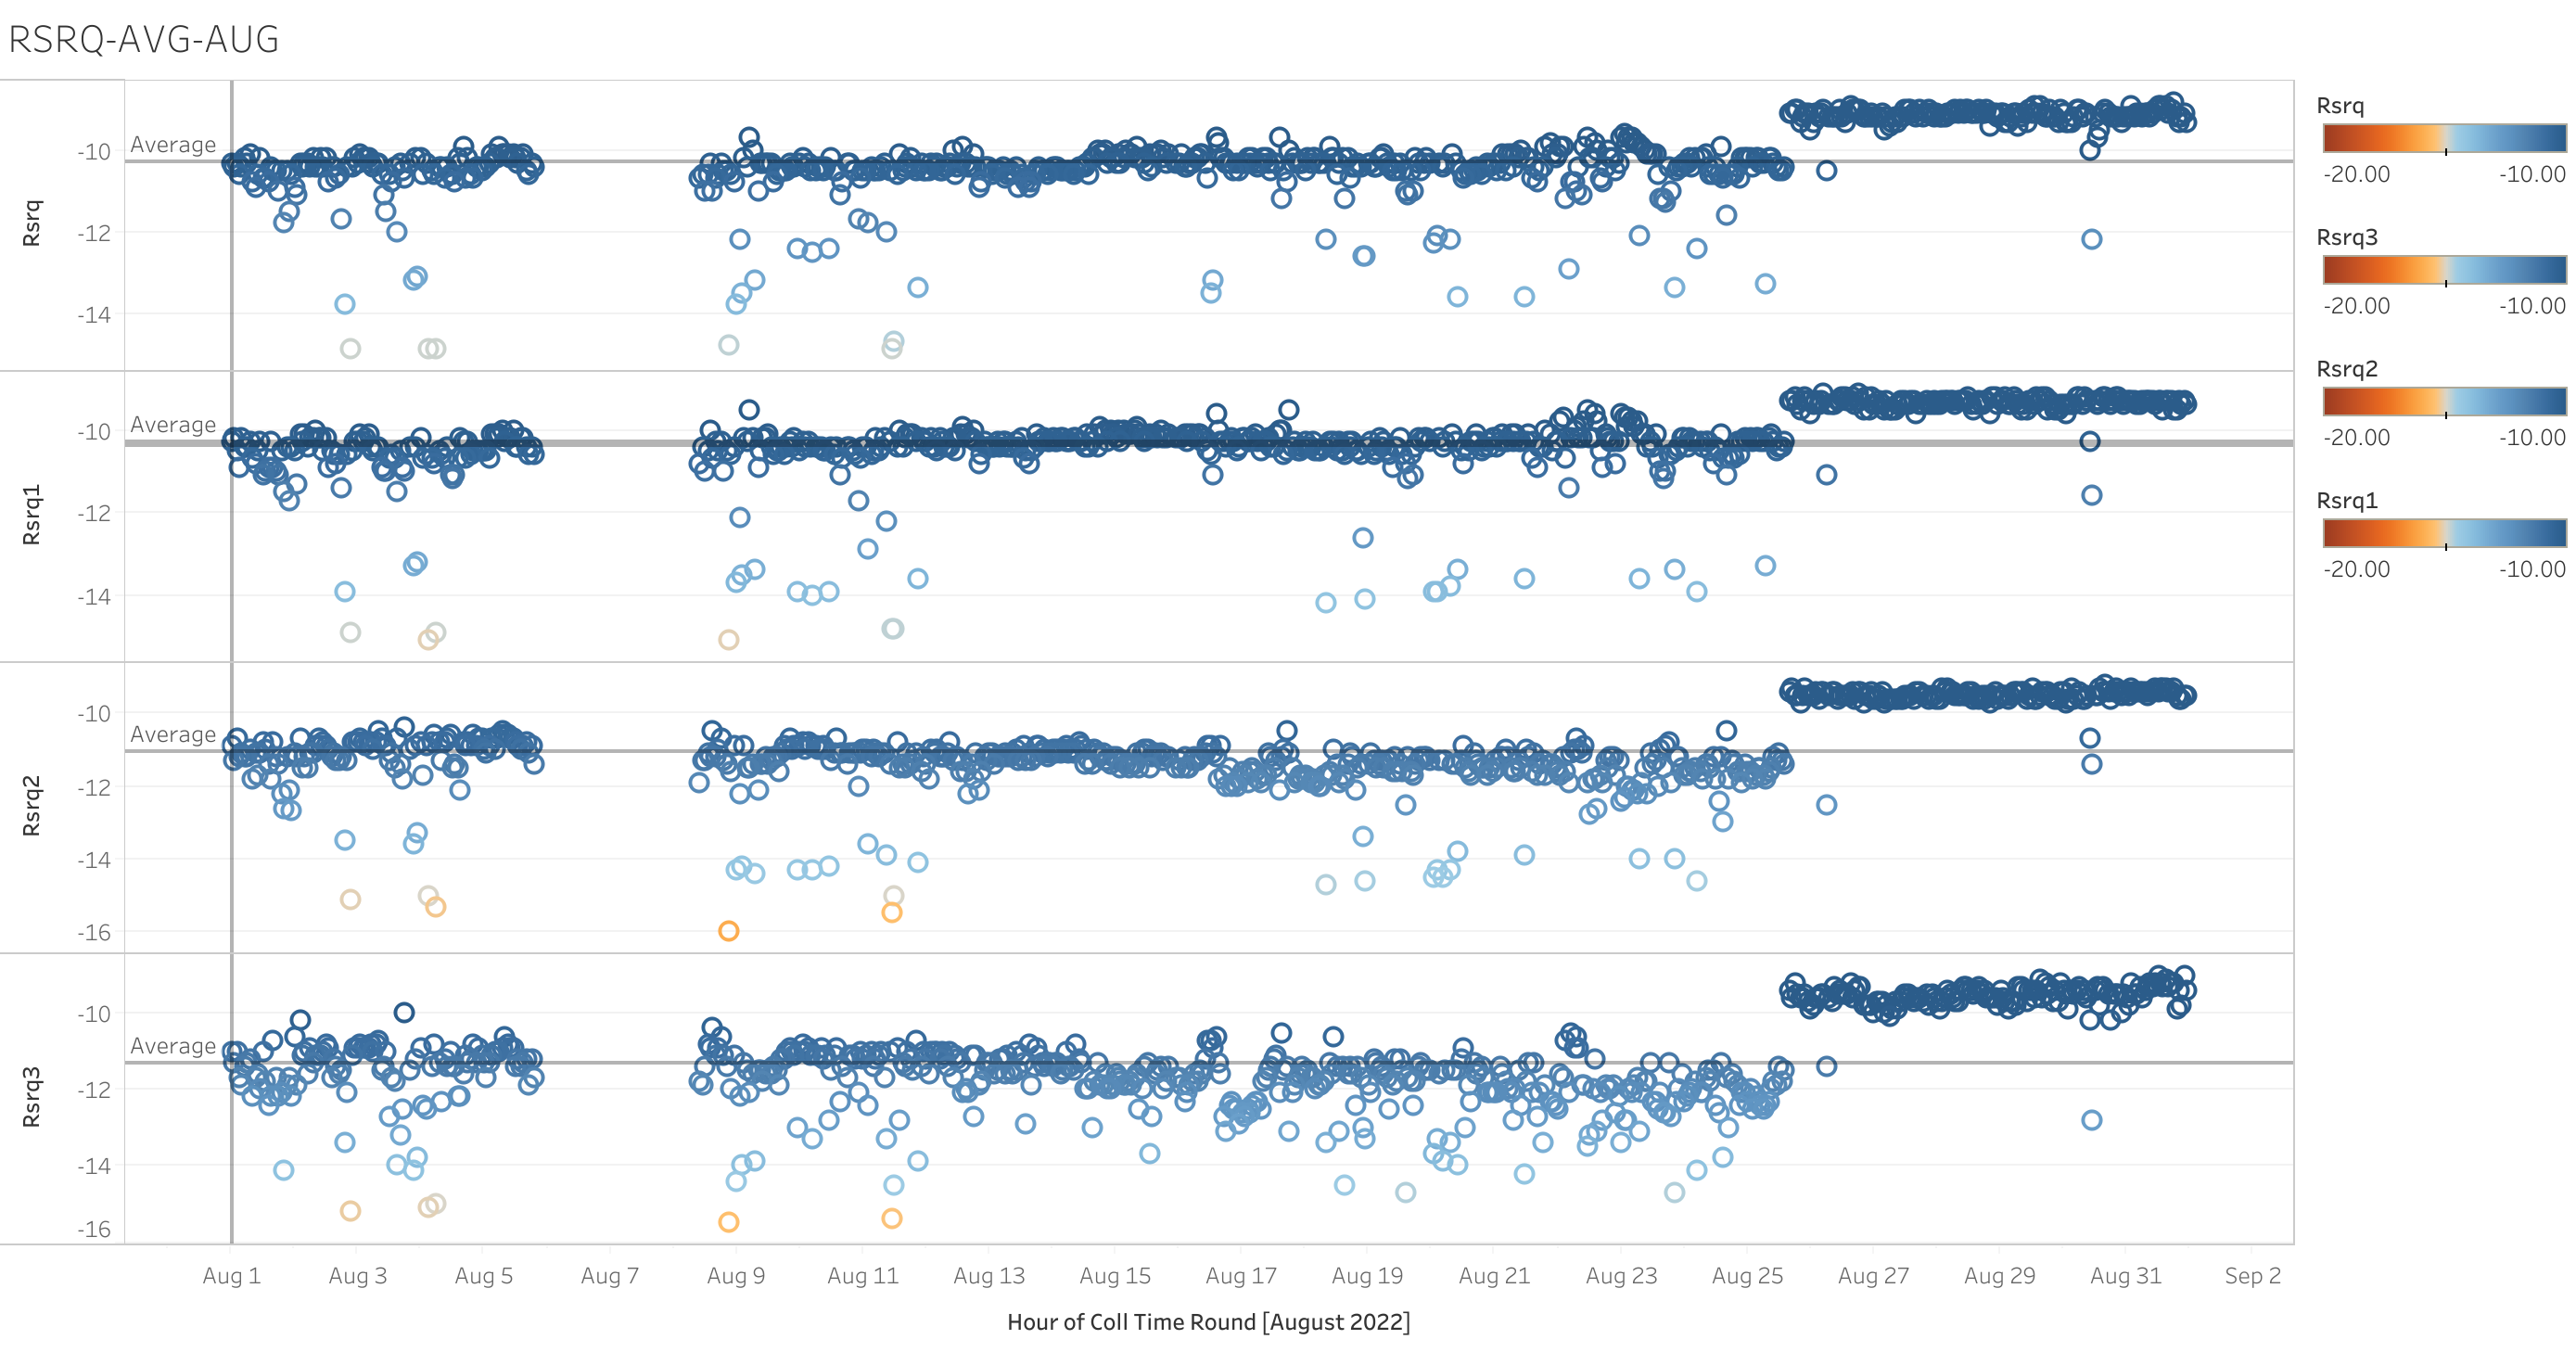 RSRQ-AVG-AUG
Rsrq
Average
-10
-12
-14
Rsrq1
Average
-10
-12
-14
Rsrq2
Average
-10
-12
-14
-16
Rsrq3
Average
-10
-12
-14
-16
Aug 1 Aug 3 Aug 5 Aug 7 Aug 9 Aug 11 Aug 13 Aug 15 Aug 17 Aug 19 Aug 21 Aug 23 Aug 25 Aug 27 Aug 29 Aug 31 Sep 2
Hour of Coll Time Round [August 2022]
Rsrq
-20.00 -10.00
Rsrq3
-20.00 -10.00
Rsrq2
-20.00 -10.00
Rsrq1
-20.00 -10.00